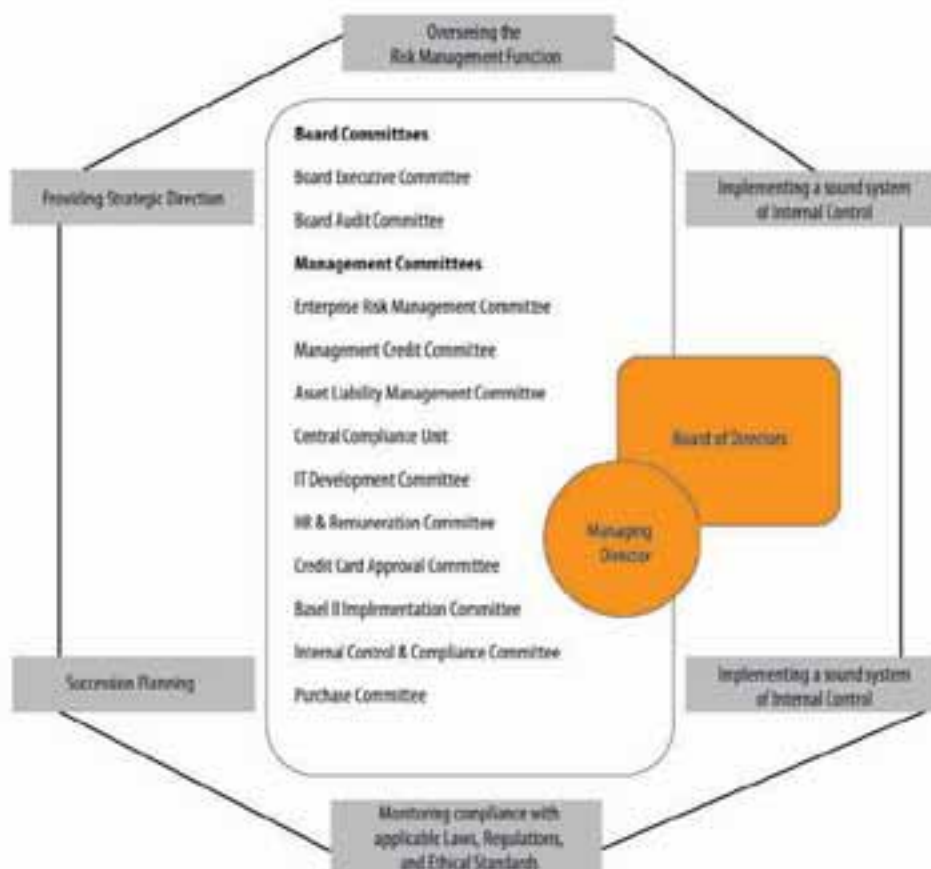 Overseeing the
Risk Management Function
Providing Strategic Direction
Implementing a sound system
of Internal Control
Board Committees
Board Executive Committee
Board Audit Committee
Management Committees
Enterprise Risk Management Committee
Management Credit Committee
Asset Liability Management Committee
Central Compliance Unit
IT Development Committee
HR & Remuneration Committee
Credit Card Approval Committee
Basel II Implementation Committee
Internal Control & Compliance Committee
Purchase Committee
Board of Directors
Managing
Director
Succession Planning
Implementing a sound system
of Internal Control
Monitoring compliance with
applicable Laws, Regulations,
and Ethical Standards